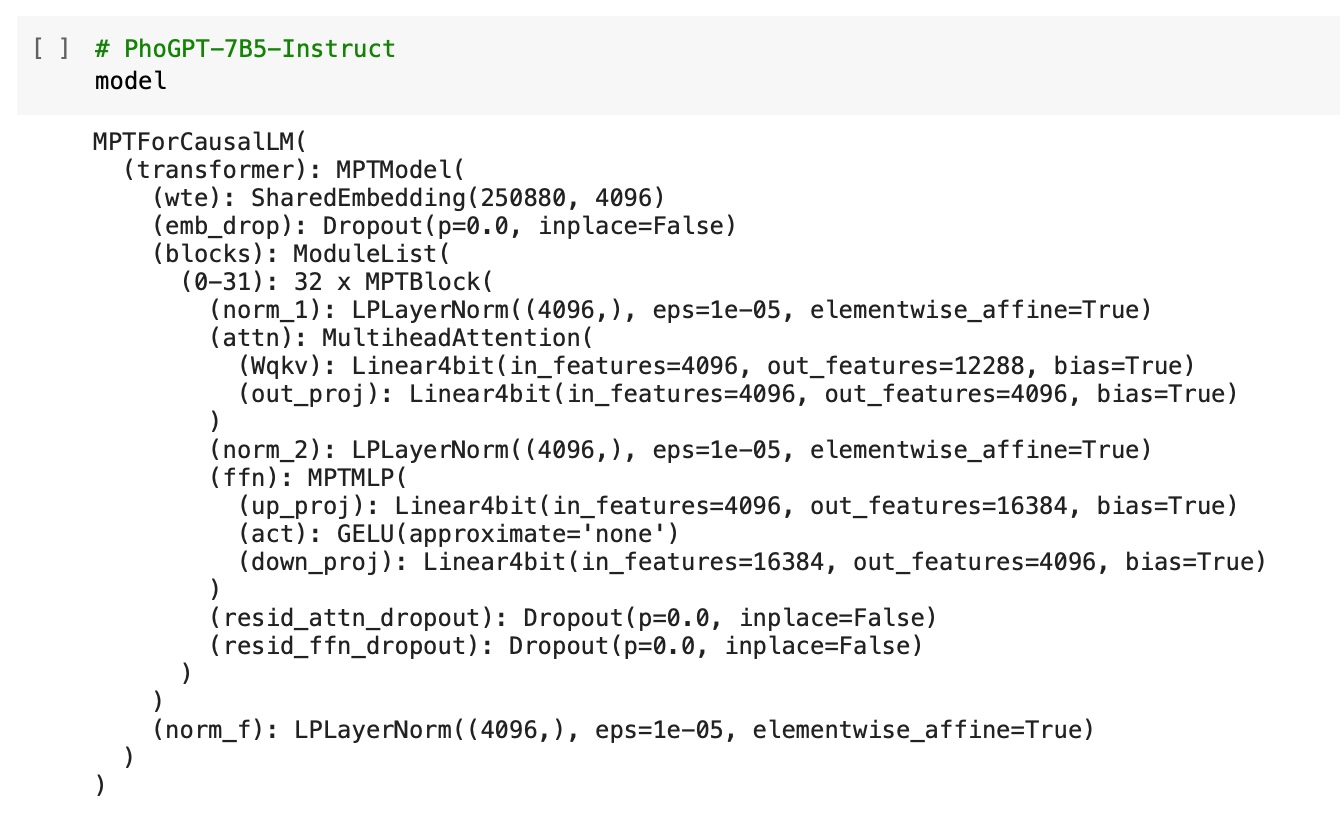 [ ] # PhoGPT-7B5-Instruct
model
MPTForCausalLM(
  (transformer): MPTModel(
    (wte): SharedEmbedding(250880, 4096)
    (emb_drop): Dropout(p=0.0, inplace=False)
    (blocks): ModuleList(
      (0-31): 32 x MPTBlock(
        (norm_1): LPLayerNorm((4096,), eps=1e-05, elementwise_affine=True)
        (attn): MultiheadAttention(
          (Wqkv): Linear4bit(in_features=4096, out_features=12288, bias=True)
          (out_proj): Linear4bit(in_features=4096, out_features=4096, bias=True)
        )
        (norm_2): LPLayerNorm((4096,), eps=1e-05, elementwise_affine=True)
        (ffn): MPTMLP(
          (up_proj): Linear4bit(in_features=4096, out_features=16384, bias=True)
          (act): GELU(approximate='none')
          (down_proj): Linear4bit(in_features=16384, out_features=4096, bias=True)
        )
        (resid_attn_dropout): Dropout(p=0.0, inplace=False)
        (resid_ffn_dropout): Dropout(p=0.0, inplace=False)
      )
    )
    (norm_f): LPLayerNorm((4096,), eps=1e-05, elementwise_affine=True)
  )
)